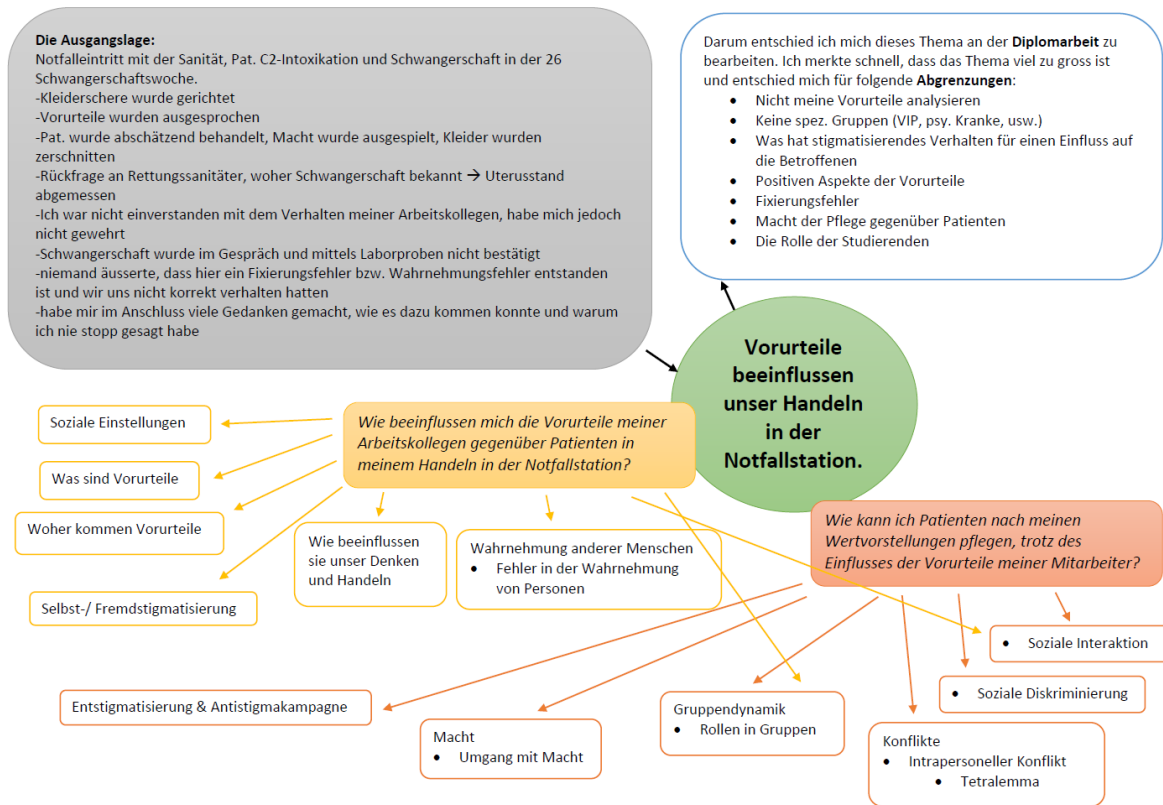 Die Ausgangslage:
Notfalleintritt mit der Sanität, Pat. C2-Intoxikation und Schwangerschaft in der 26
Schwangerschaftswoche.
-Kleiderschere wurde gerichtet
-Vorurteile wurden ausgesprochen
-Pat. wurde abschätzend behandelt, Macht wurde ausgespielt, Kleider wurden
zerschnitten
-Rückfrage an Rettungssanitäter, woher Schwangerschaft bekannt → Uterusstand
abgemessen
-Ich war nicht einverstanden mit dem Verhalten meiner Arbeitskollegen, habe mich jedoch
nicht gewehrt
-Schwangerschaft wurde im Gespräch und mittels Laborproben nicht bestätigt
-niemand äusserte, dass hier ein Fixierungsfehler bzw. Wahrnehmungsfehler entstanden
ist und wir uns nicht korrekt verhalten hatten
-habe mir im Anschluss viele Gedanken gemacht, wie es dazu kommen konnte und warum
ich nie stopp gesagt habe
Darum entschied ich mich dieses Thema an der Diplomarbeit zu
bearbeiten. Ich merkte schnell, dass das Thema viel zu gross ist
und entschied mich für folgende Abgrenzungen:
• Nicht meine Vorurteile analysieren
• Keine spez. Gruppen (VIP, psy. Kranke, usw.)
• Was hat stigmatisierendes Verhalten für einen Einfluss auf
die Betroffenen
• Positiven Aspekte der Vorurteile
• Fixierungsfehler
• Macht der Pflege gegenüber Patienten
• Die Rolle der Studierenden
Vorurteile
beeinflussen
unser Handeln
in der
Notfallstation.
Wie beeinflussen mich die Vorurteile meiner
Arbeitskollegen gegenüber Patienten in
meinem Handeln in der Notfallstation?
Soziale Einstellungen
Was sind Vorurteile
Woher kommen Vorurteile
Selbst-/ Fremdstigmatisierung
Wie beeinflussen
sie unser Denken
und Handeln
Wahrnehmung anderer Menschen
• Fehler in der Wahrnehmung
von Personen
Wie kann ich Patienten nach meinen
Wertvorstellungen pflegen, trotz des
Einflusses der Vorurteile meiner Mitarbeiter?
Entstigmatisierung & Antistigmakampagne
Macht
• Umgang mit Macht
Gruppendynamik
• Rollen in Gruppen
Konflikte
• Intrapersoneller Konflikt
• Tetralemma
• Soziale Diskriminierung
• Soziale Interaktion